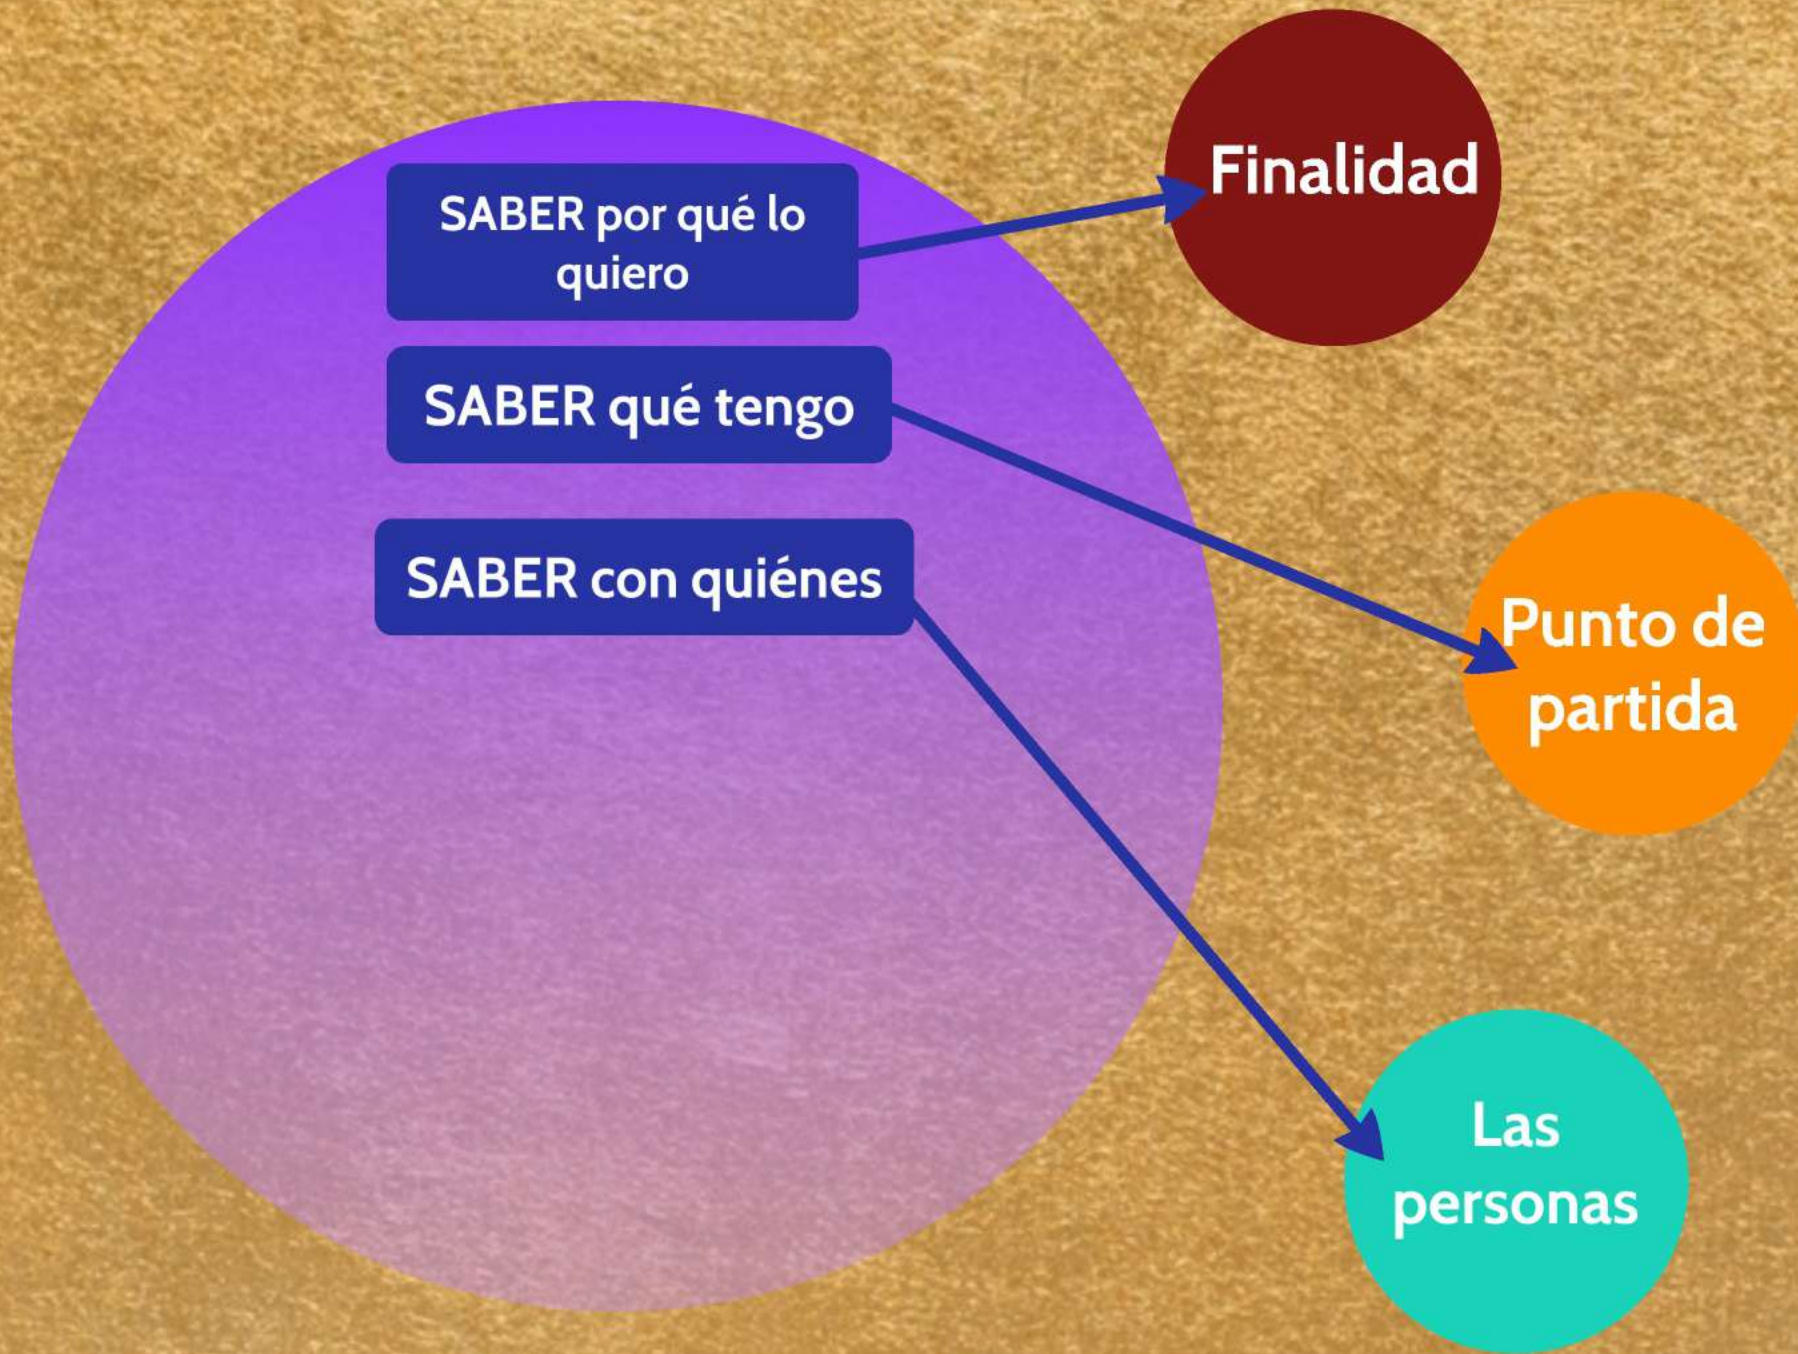 SABER por qué lo
quiero
SABER qué tengo
SABER con quiénes
Finalidad
Punto de
partida
Las
personas